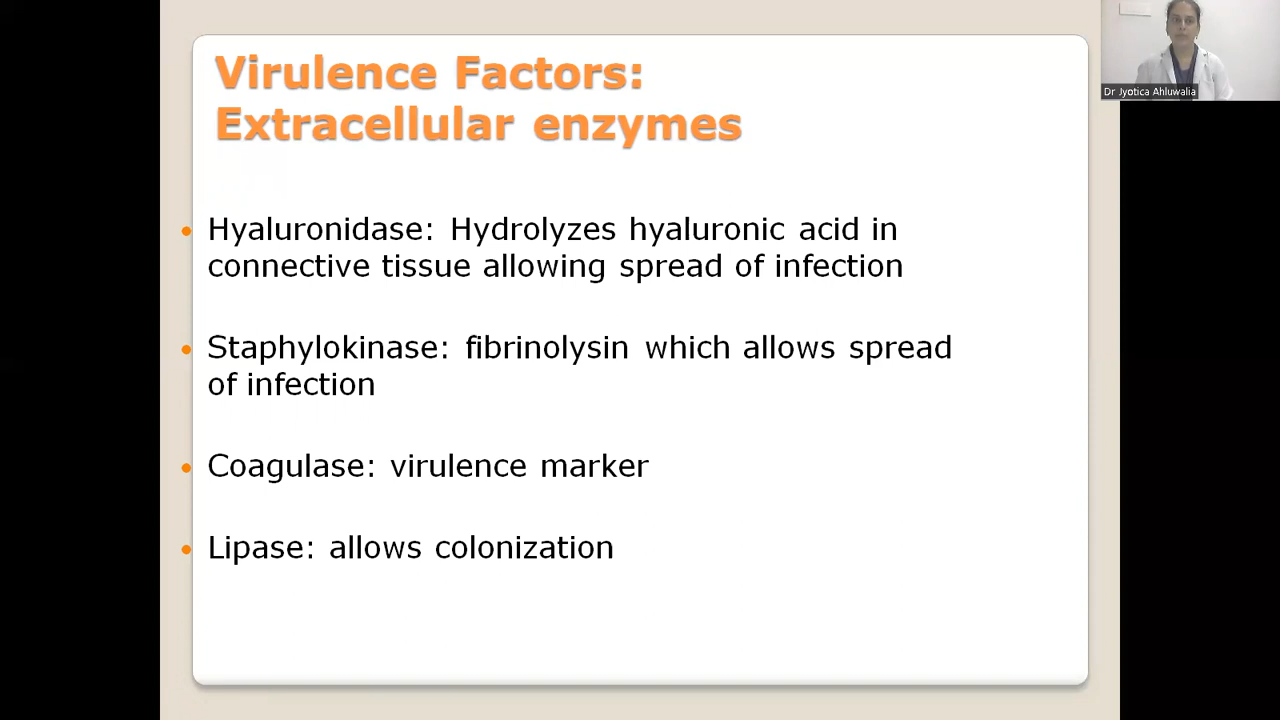 Virulence Factors:
Extracellular enzymes
Dr Jyotica Ahluwalia
• Hyaluronidase: Hydrolyzes hyaluronic acid in
connective tissue allowing spread of infection
• Staphylokinase: fibrinolysin which allows spread
of infection
• Coagulase: virulence marker
• Lipase: allows colonization